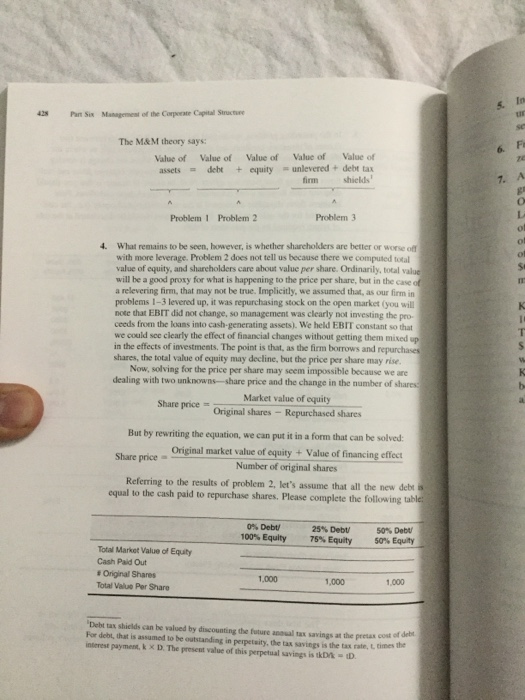 428 Part Six Management of the Corporate Capital Structure
The M&M theory says:
Value of Value of Value of Value of Value of
assets = debt + equity = unlevered + debt tax
firm shields¹
Problem 1 Problem 2 Problem 3
4. What remains to be seen, however, is whether shareholders are better or worse off
with more leverage. Problem 2 does not tell us because there we computed total
value of equity, and shareholders care about value per share. Ordinarily, total value
will be a good proxy for what is happening to the price per share, but in the case of
a relevering firm, that may not be true. Implicitly, we assumed that, as our firm in
problems 1–3 levered up, it was repurchasing stock on the open market (you will
note that EBIT did not change, so management was clearly not investing the pro-
ceeds from the loans into cash-generating assets). We held EBIT constant so that
we could see clearly the effect of financial changes without getting them mixed up
in the effects of investments. The point is that, as the firm borrows and repurchases
shares, the total value of equity may decline, but the price per share may rise.
Now, solving for the price per share may seem impossible because we are
dealing with two unknowns—share price and the change in the number of shares:
Share price = Market value of equity
Original shares − Repurchased shares
But by rewriting the equation, we can put it in a form that can be solved:
Share price = Original market value of equity + Value of financing effect
Number of original shares
Referring to the results of problem 2, let's assume that all the new debt is
equal to the cash paid to repurchase shares. Please complete the following table:
0% Debt/ 25% Debt/ 50% Debt/
100% Equity 75% Equity 50% Equity
Total Market Value of Equity
Cash Paid Out
# Original Shares 1,000 1,000 1,000
Total Value Per Share
¹Debt tax shields can be valued by discounting the future annual tax savings at the pretax cost of debt.
For debt, that is assumed to be outstanding in perpetuity, the tax savings is the tax rate, t, times the
interest payment, k × D. The present value of this perpetual savings is tkD/k = tD.
5.
6.
7.